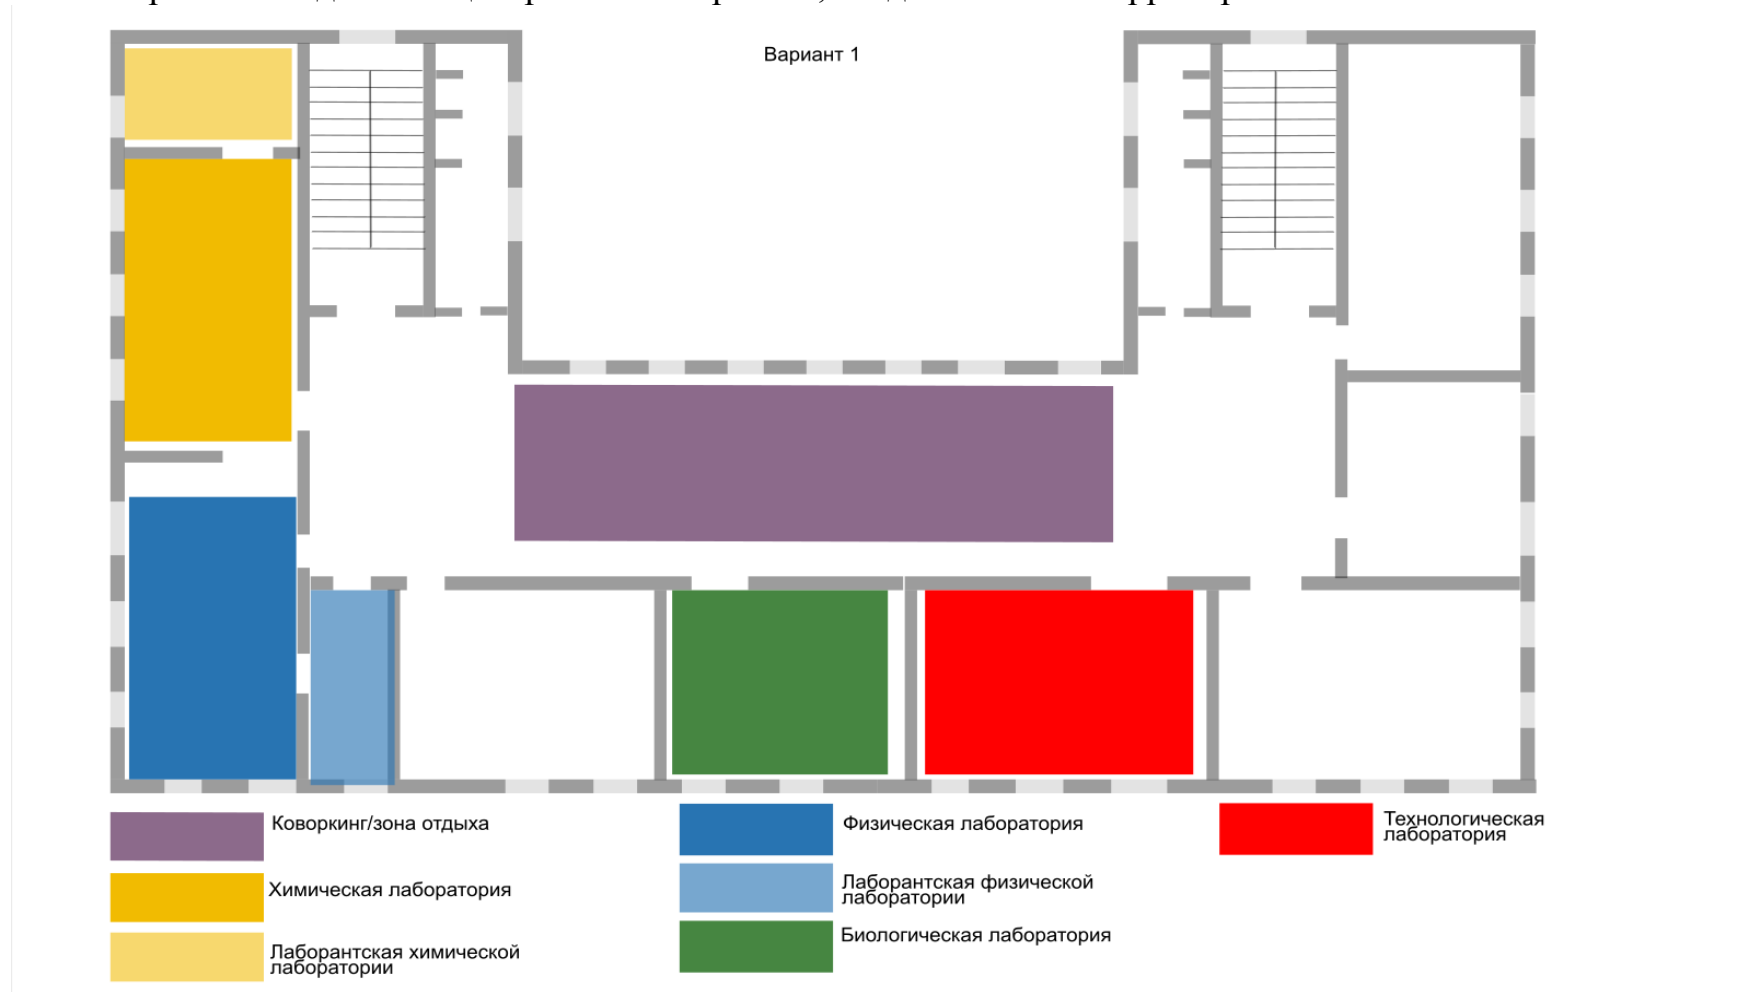 Вариант 1
Коворкинг/зона отдыха
Химическая лаборатория
Лаборантская химической
лаборатории
Физическая лаборатория
Лаборантская физической
лаборатории
Биологическая лаборатория
Технологическая
лаборатория